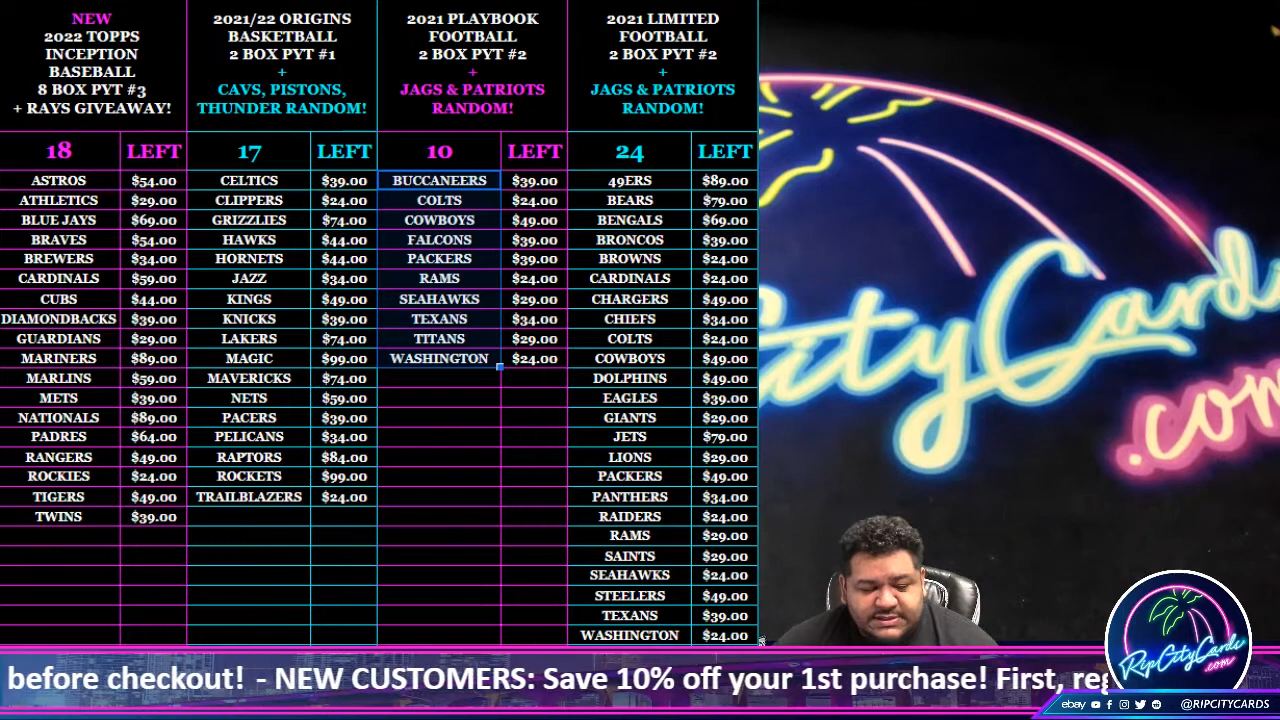 NEW
2022 TOPPS
INCEPTION
BASEBALL
8 BOX PYT #3
+ RAYS GIVEAWAY!
18 LEFT
ASTROS $54.00
ATHLETICS $29.00
BLUE JAYS $69.00
BRAVES $54.00
BREWERS $34.00
CARDINALS $59.00
CUBS $44.00
DIAMONDBACKS $39.00
GUARDIANS $29.00
MARINERS $89.00
MARLINS $59.00
METS $39.00
NATIONALS $89.00
PADRES $64.00
RANGERS $49.00
ROCKIES $24.00
TIGERS $49.00
TWINS $39.00
2021/22 ORIGINS
BASKETBALL
2 BOX PYT #1
+
CAVS, PISTONS,
THUNDER RANDOM!
17 LEFT
CELTICS $39.00
CLIPPERS $24.00
GRIZZLIES $74.00
HAWKS $44.00
HORNETS $44.00
JAZZ $34.00
KINGS $49.00
KNICKS $39.00
LAKERS $74.00
MAGIC $99.00
MAVERICKS $74.00
NETS $59.00
PACERS $39.00
PELICANS $34.00
RAPTORS $84.00
ROCKETS $99.00
TRAILBLAZERS $24.00
2021 PLAYBOOK
FOOTBALL
2 BOX PYT #2
+
JAGS & PATRIOTS
RANDOM!
10 LEFT
BUCCANEERS $39.00
COLTS $24.00
COWBOYS $49.00
FALCONS $39.00
PACKERS $39.00
RAMS $24.00
SEAHAWKS $29.00
TEXANS $34.00
TITANS $29.00
WASHINGTON $24.00
2021 LIMITED
FOOTBALL
2 BOX PYT #2
+
JAGS & PATRIOTS
RANDOM!
24 LEFT
49ERS $89.00
BEARS $79.00
BENGALS $69.00
BRONCOS $39.00
BROWNS $24.00
CARDINALS $24.00
CHARGERS $49.00
CHIEFS $34.00
COLTS $24.00
COWBOYS $49.00
DOLPHINS $49.00
EAGLES $39.00
GIANTS $29.00
JETS $79.00
LIONS $29.00
PACKERS $49.00
PANTHERS $34.00
RAIDERS $24.00
RAMS $29.00
SAINTS $29.00
SEAHAWKS $24.00
STEELERS $49.00
TEXANS $39.00
WASHINGTON $24.00
CityCards
.com
RipCityCards
.com
before checkout! - NEW CUSTOMERS: Save 10% off your 1st purchase! First, reg
ebay @RIPCITYCARDS